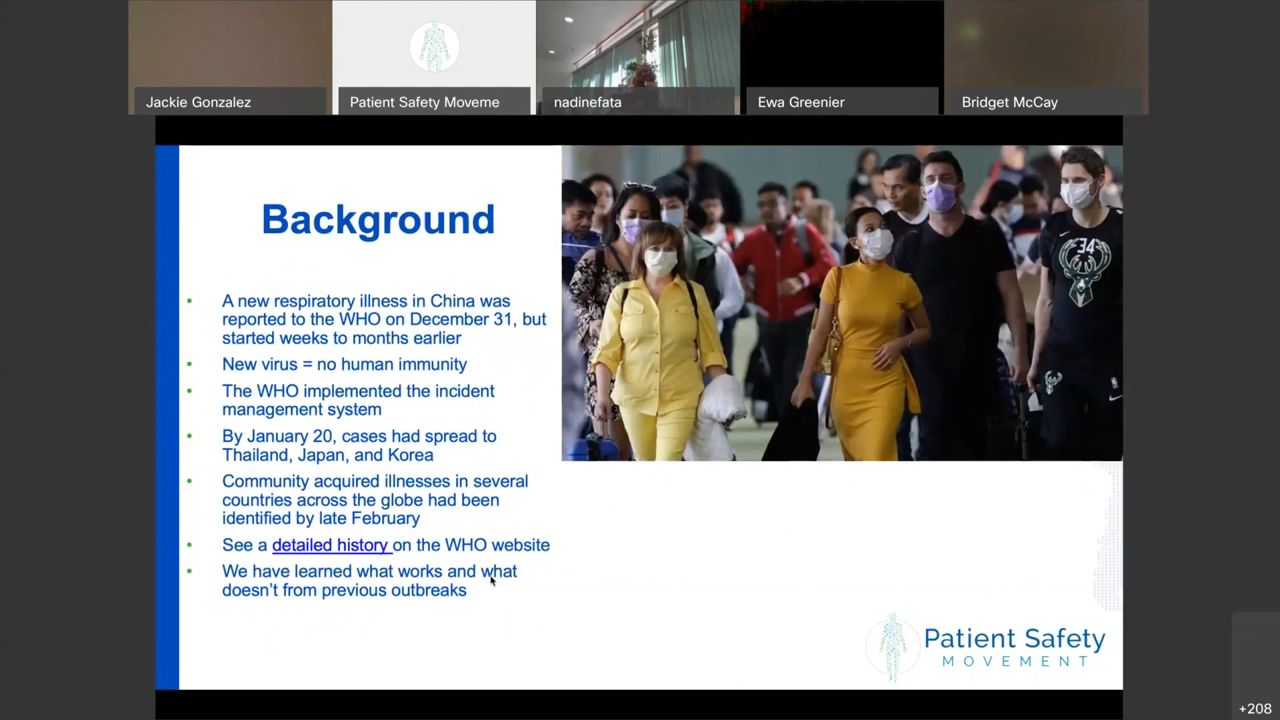 Jackie Gonzalez
Patient Safety Moveme
nadinefata
Ewa Greenier
Bridget McCay
Background
• A new respiratory illness in China was
reported to the WHO on December 31, but
started weeks to months earlier
• New virus = no human immunity
• The WHO implemented the incident
management system
• By January 20, cases had spread to
Thailand, Japan, and Korea
• Community acquired illnesses in several
countries across the globe had been
identified by late February
• See a detailed history on the WHO website
• We have learned what works and what
doesn't from previous outbreaks
34
Patient Safety
MOVEMENT
+208